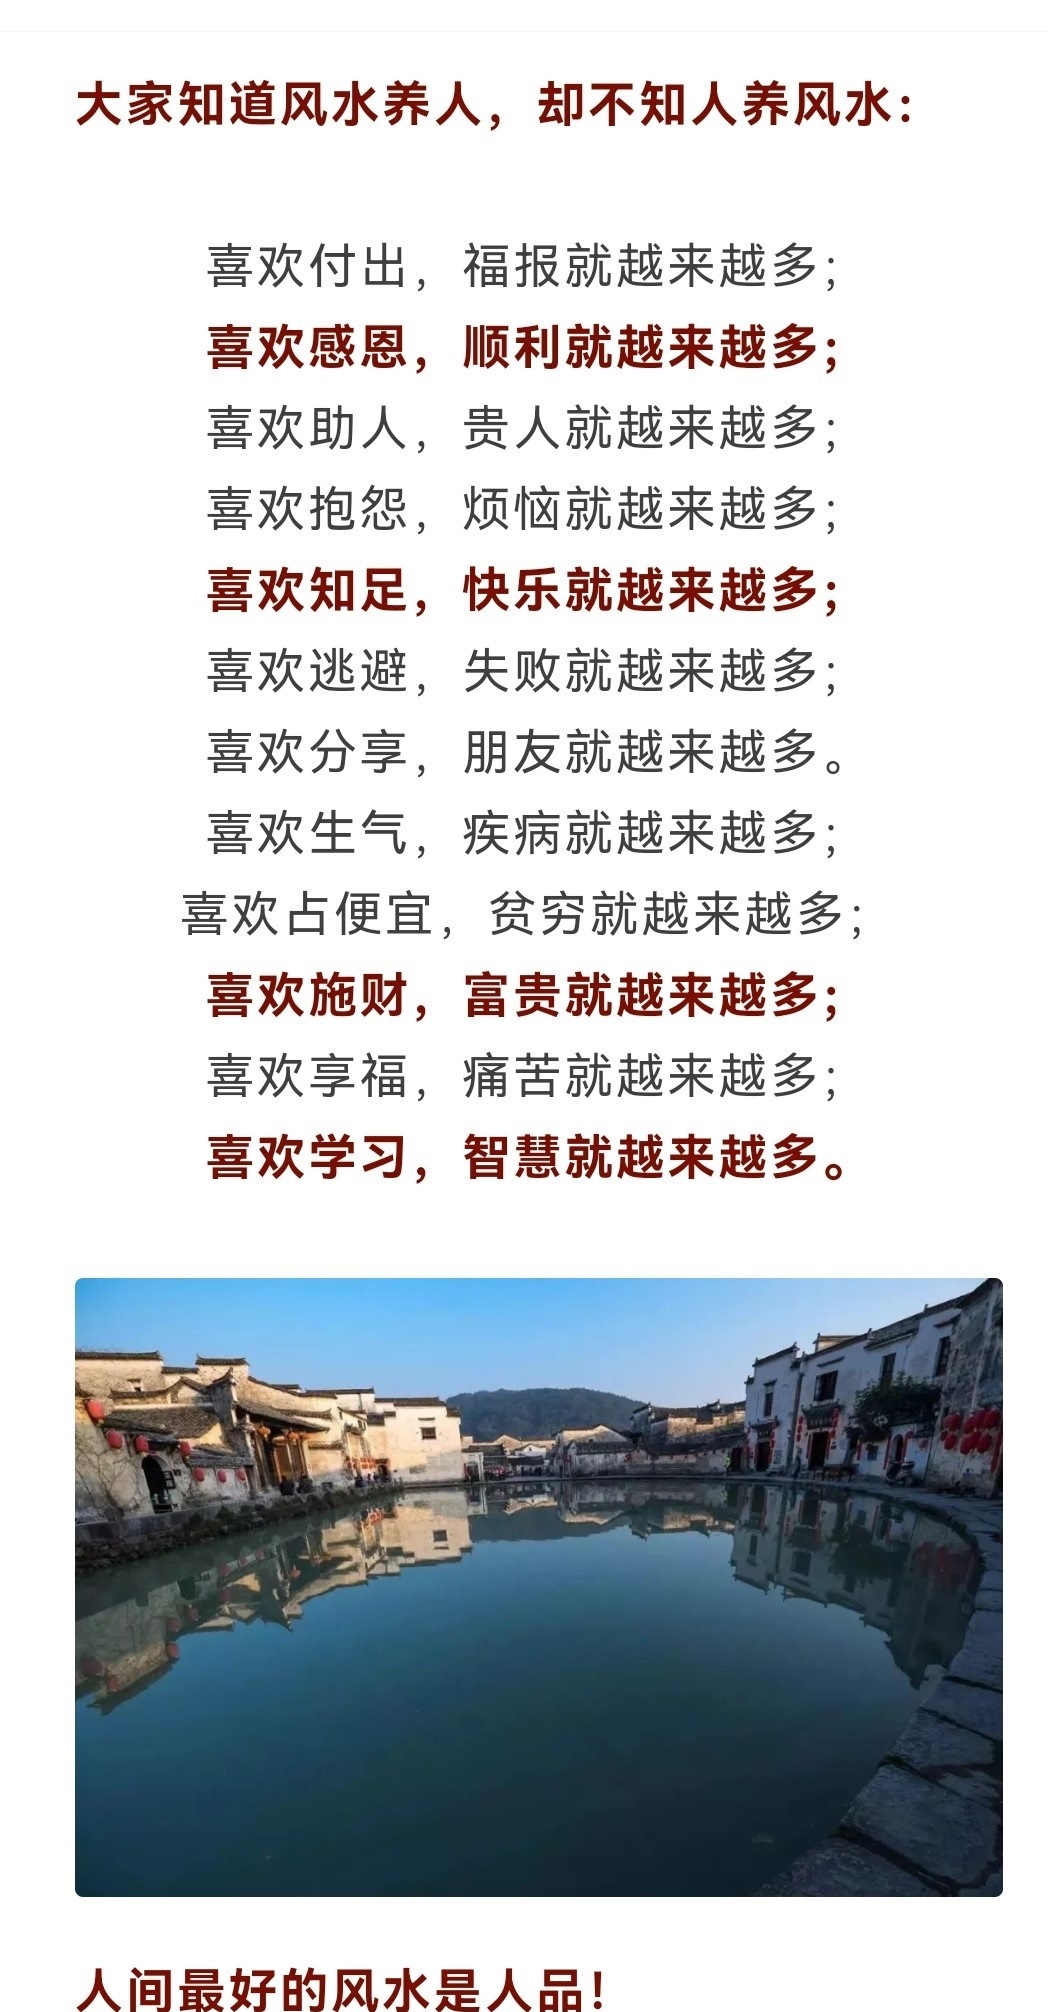 大家知道风水养人，却不知人养风水：
喜欢付出，福报就越来越多；
喜欢感恩，顺利就越来越多；
喜欢助人，贵人就越来越多；
喜欢抱怨，烦恼就越来越多；
喜欢知足，快乐就越来越多；
喜欢逃避，失败就越来越多；
喜欢分享，朋友就越来越多。
喜欢生气，疾病就越来越多；
喜欢占便宜，贫穷就越来越多；
喜欢施财，富贵就越来越多；
喜欢享福，痛苦就越来越多；
喜欢学习，智慧就越来越多。
人间最好的风水是人品！